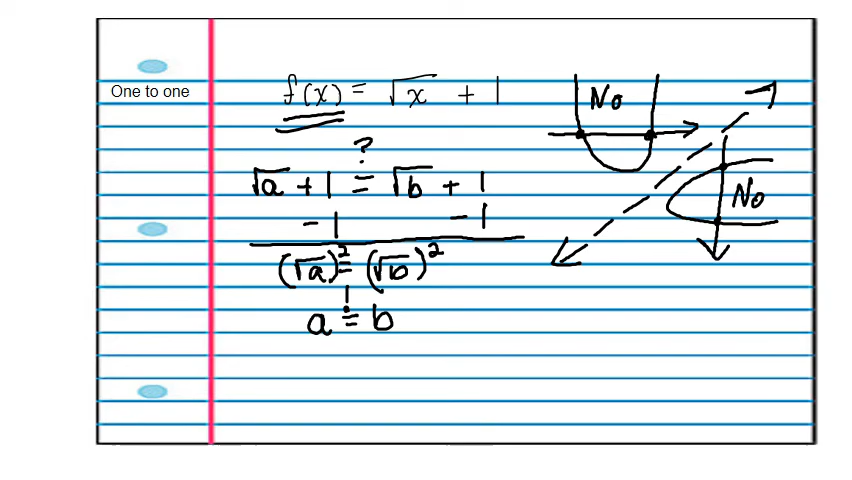 One to one
f(x) = √x + 1
No
?
√a + 1 = √b + 1
No
- 1 - 1
(√a)² = (√b)²
!
a = b